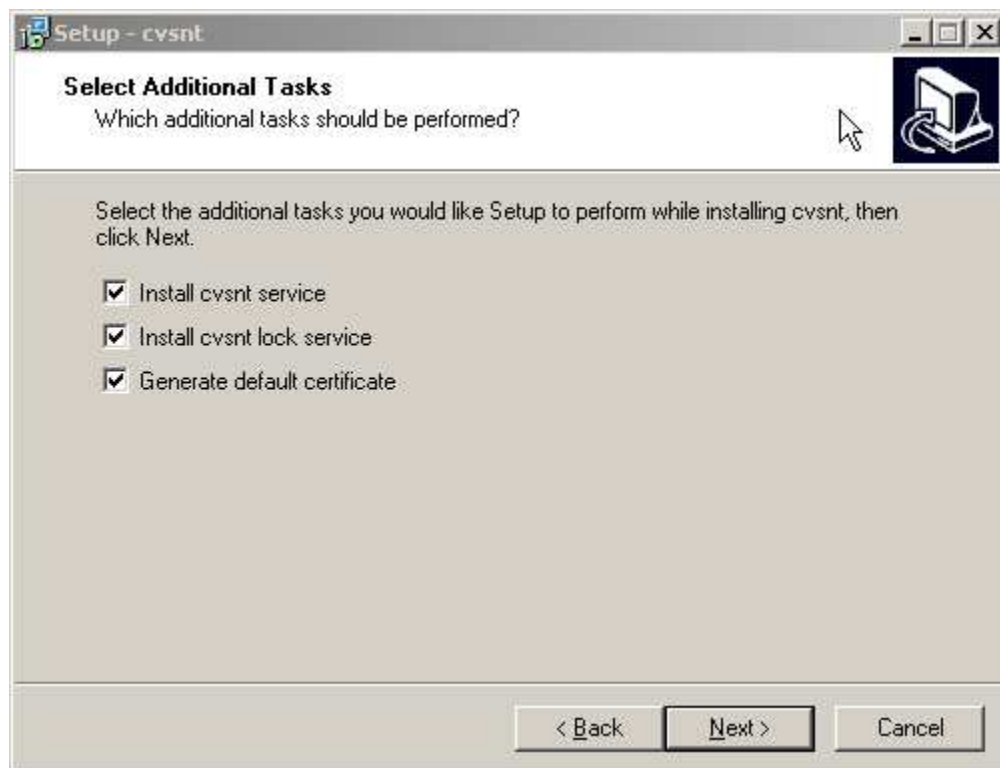 Setup - cvsnt
Select Additional Tasks
Which additional tasks should be performed?
Select the additional tasks you would like Setup to perform while installing cvsnt, then
click Next.
Install cvsnt service
Install cvsnt lock service
Generate default certificate
< Back
Next >
Cancel